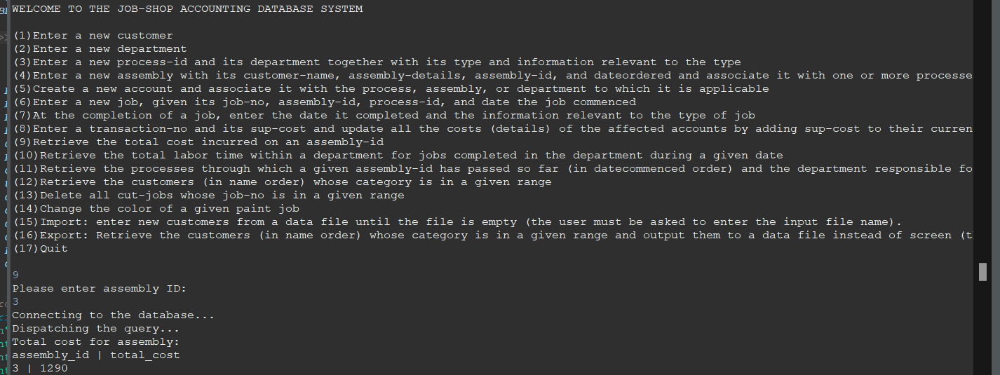 WELCOME TO THE JOB-SHOP ACCOUNTING DATABASE SYSTEM
(1)Enter a new customer
(2)Enter a new department
(3)Enter a new process-id and its department together with its type and information relevant to the type
(4)Enter a new assembly with its customer-name, assembly-details, assembly-id, and dateordered and associate it with one or more processe
(5)Create a new account and associate it with the process, assembly, or department to which it is applicable
(6)Enter a new job, given its job-no, assembly-id, process-id, and date the job commenced
(7)At the completion of a job, enter the date it completed and the information relevant to the type of job
(8)Enter a transaction-no and its sup-cost and update all the costs (details) of the affected accounts by adding sup-cost to their curren
(9)Retrieve the total cost incurred on an assembly-id
(10)Retrieve the total labor time within a department for jobs completed in the department during a given date
(11)Retrieve the processes through which a given assembly-id has passed so far (in datecommenced order) and the department responsible fo
(12)Retrieve the customers (in name order) whose category is in a given range
(13)Delete all cut-jobs whose job-no is in a given range
(14)Change the color of a given paint job
(15)Import: enter new customers from a data file until the file is empty (the user must be asked to enter the input file name).
(16)Export: Retrieve the customers (in name order) whose category is in a given range and output them to a data file instead of screen (t
(17)Quit
9
Please enter assembly ID:
3
Connecting to the database...
Dispatching the query...
Total cost for assembly:
assembly_id | total_cost
3 | 1290